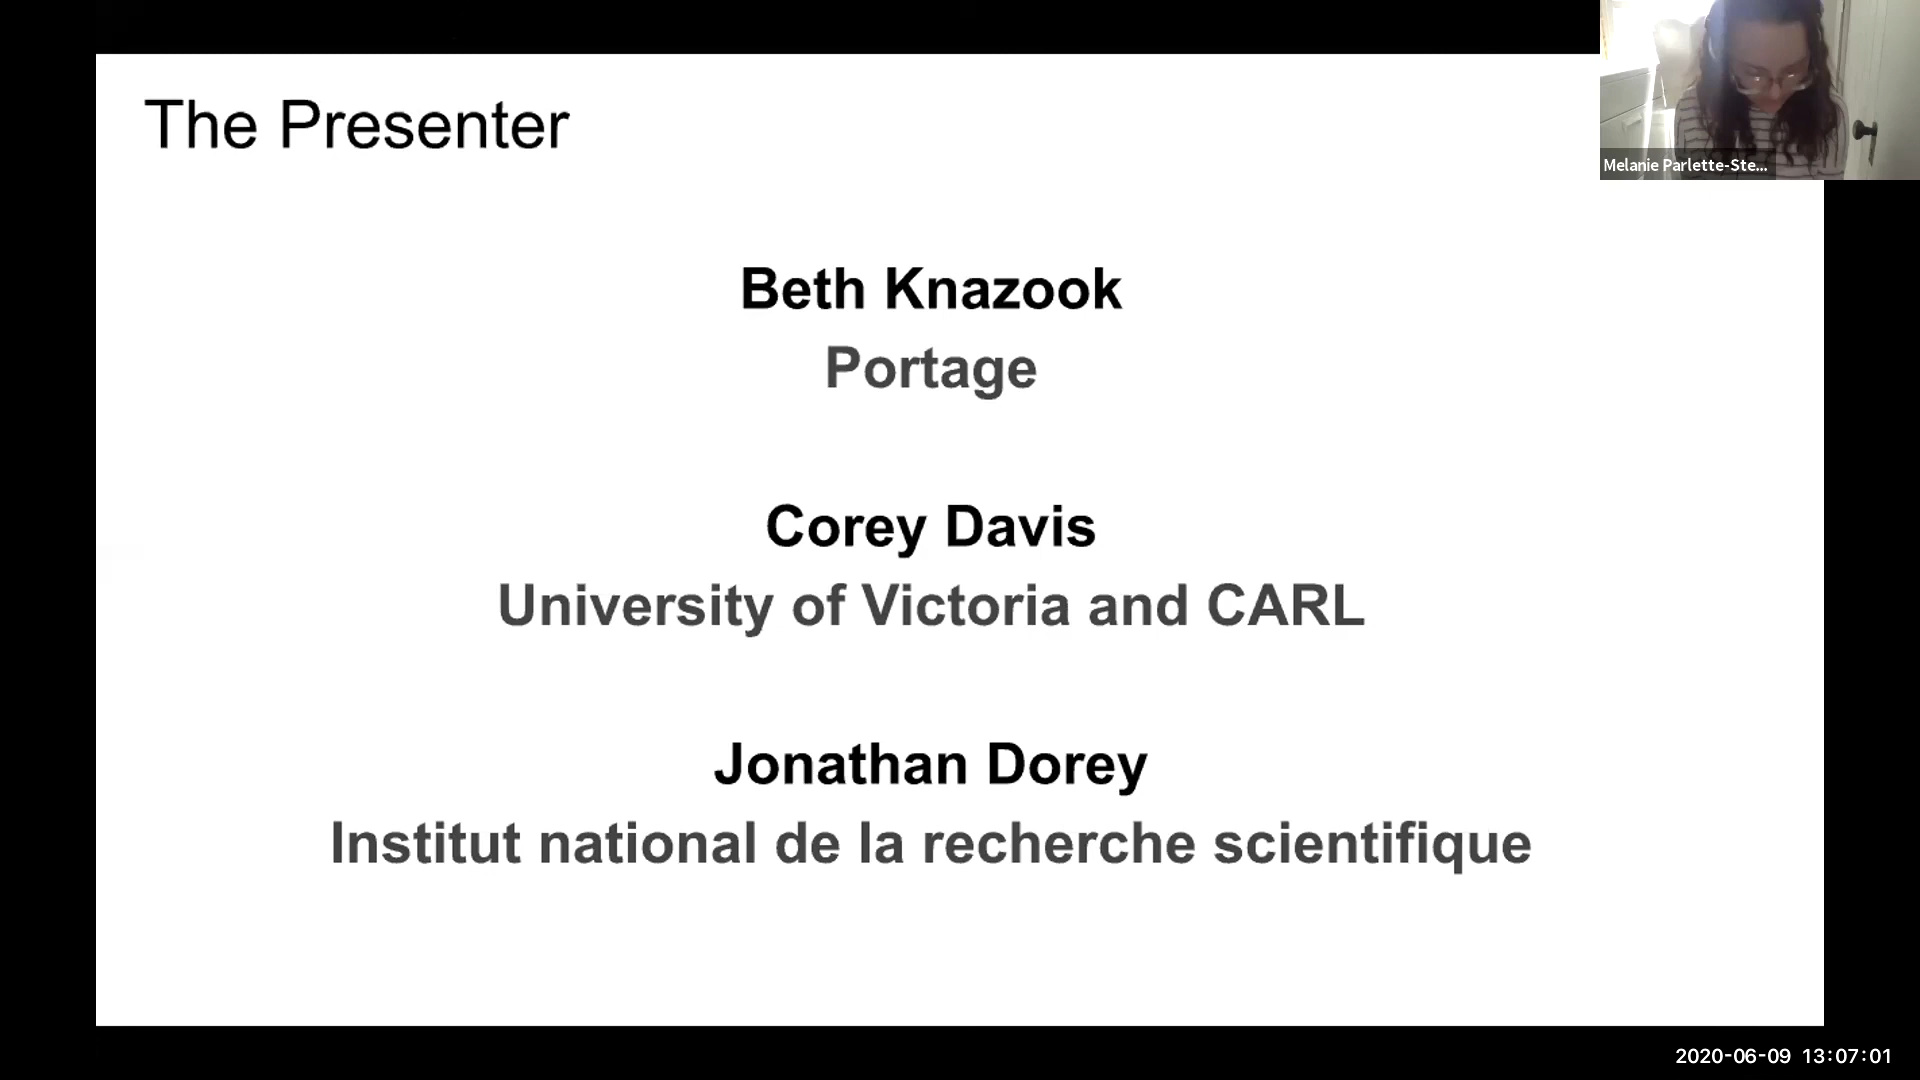 The Presenter
Melanie Parlette-Ste...
Beth Knazook
Portage
Corey Davis
University of Victoria and CARL
Jonathan Dorey
Institut national de la recherche scientifique
2020-06-09 13:07:01